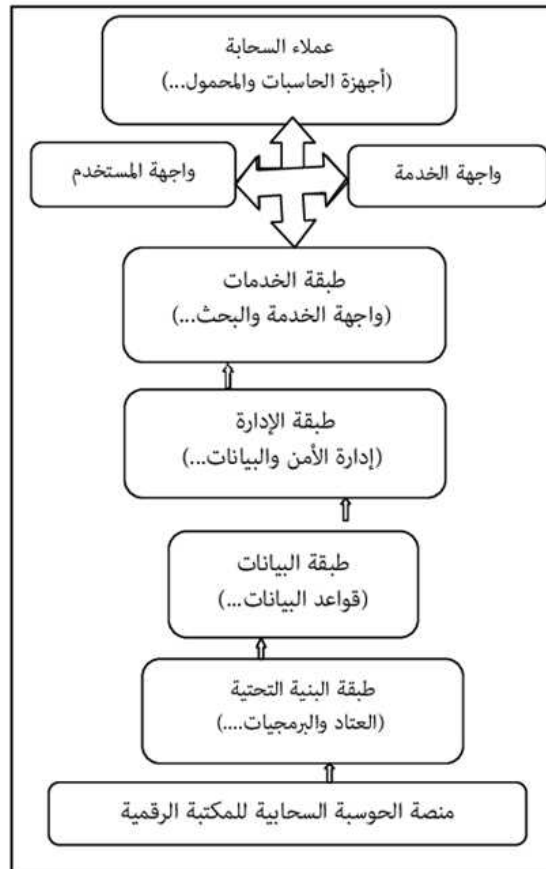 عملاء السحابة
(أجهزة الحاسبات والمحمول...)
واجهة الخدمة
واجهة المستخدم
طبقة الخدمات
(واجهة الخدمة والبحث...)
طبقة الإدارة
(إدارة الأمن والبيانات...)
طبقة البيانات
(قواعد البيانات...)
طبقة البنية التحتية
(العتاد والبرمجيات....)
منصة الحوسبة السحابية للمكتبة الرقمية